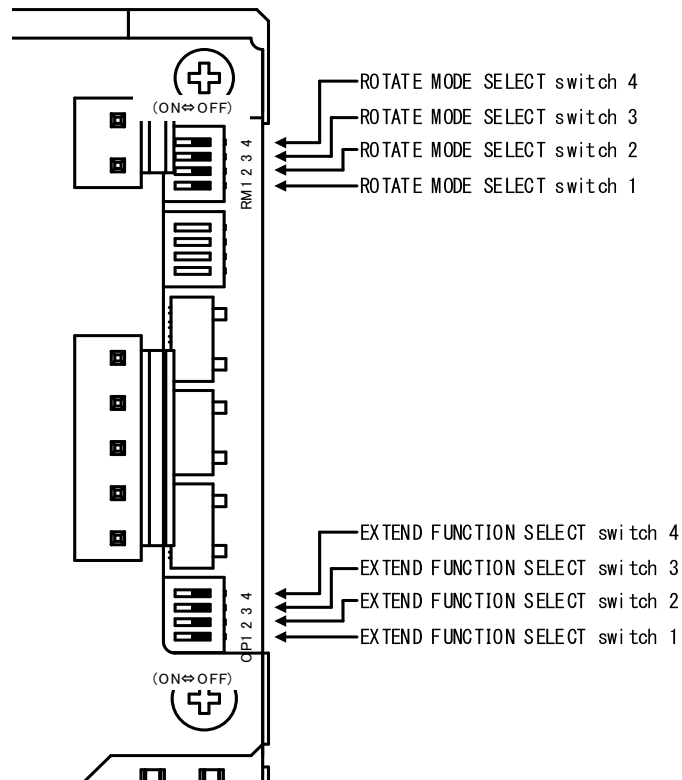 ROTATE MODE SELECT switch 4
(ON⇔OFF)
ROTATE MODE SELECT switch 3
ROTATE MODE SELECT switch 2
ROTATE MODE SELECT switch 1
RM1 2 3 4
EXTEND FUNCTION SELECT switch 4
EXTEND FUNCTION SELECT switch 3
EXTEND FUNCTION SELECT switch 2
EXTEND FUNCTION SELECT switch 1
OP1 2 3 4
(ON⇔OFF)